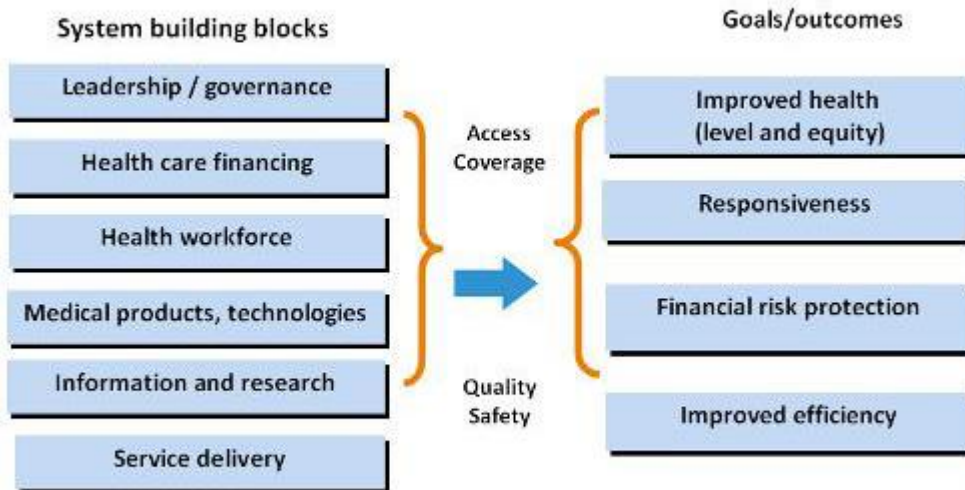 System building blocks
Leadership / governance
Health care financing
Health workforce
Medical products, technologies
Information and research
Service delivery
Access
Coverage
Quality
Safety
Goals/outcomes
Improved health
(level and equity)
Responsiveness
Financial risk protection
Improved efficiency